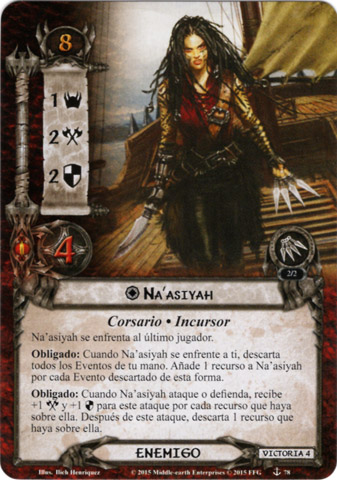 8
1
2
2
4
2/2
Na'asiyah
Corsario • Incursor
Na'asiyah se enfrenta al último jugador.
Obligado: Cuando Na'asiyah se enfrente a ti, descarta
todos los Eventos de tu mano. Añade 1 recurso a Na'asiyah
por cada Evento descartado de esta forma.
Obligado: Cuando Na'asiyah ataque o defienda, recibe
+1 y +1 para este ataque por cada recurso que haya
sobre ella. Después de este ataque, descarta 1 recurso que
haya sobre ella.
ENEMIGO
VICTORIA 4
Illus. Ilich Henriquez
© 2015 Middle-earth Enterprises © 2015 FFG
78